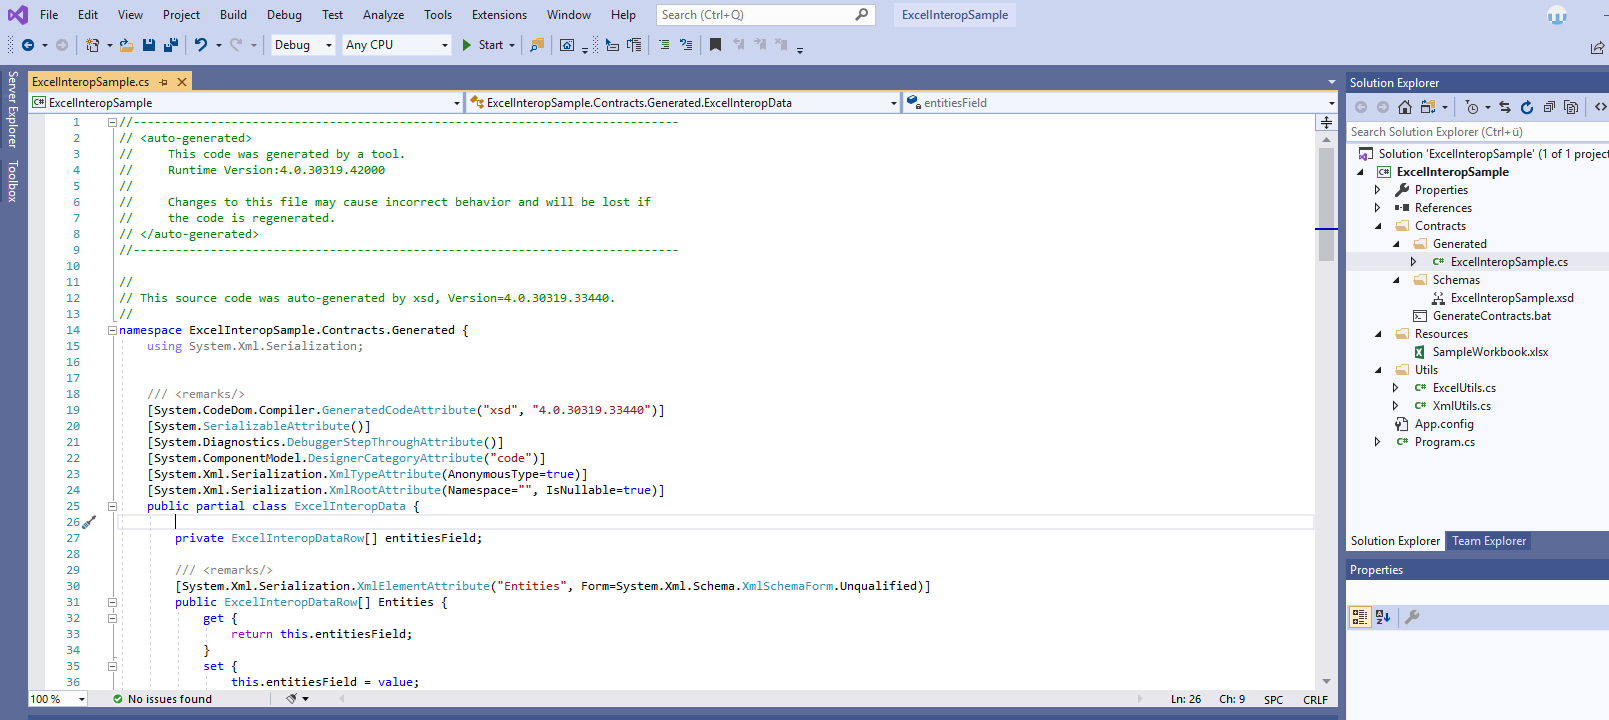 File Edit View Project Build Debug Test Analyze Tools Extensions Window Help Search (Ctrl+Q) ExcelInteropSample
Debug Any CPU Start
Server Explorer
Toolbox
ExcelInteropSample.cs
ExcelInteropSample ExcelInteropSample.Contracts.Generated.ExcelInteropData entitiesField
1 //------------------------------------------------------------------------------
2 // <auto-generated>
3 //     This code was generated by a tool.
4 //     Runtime Version:4.0.30319.42000
5 //
6 //     Changes to this file may cause incorrect behavior and will be lost if
7 //     the code is regenerated.
8 // </auto-generated>
9 //------------------------------------------------------------------------------
10
11 //
12 // This source code was auto-generated by xsd, Version=4.0.30319.33440.
13 //
14 namespace ExcelInteropSample.Contracts.Generated {
15     using System.Xml.Serialization;
16
17
18     /// <remarks/>
19     [System.CodeDom.Compiler.GeneratedCodeAttribute("xsd", "4.0.30319.33440")]
20     [System.SerializableAttribute()]
21     [System.Diagnostics.DebuggerStepThroughAttribute()]
22     [System.ComponentModel.DesignerCategoryAttribute("code")]
23     [System.Xml.Serialization.XmlTypeAttribute(AnonymousType=true)]
24     [System.Xml.Serialization.XmlRootAttribute(Namespace="", IsNullable=true)]
25     public partial class ExcelInteropData {
26
27         private ExcelInteropDataRow[] entitiesField;
28
29         /// <remarks/>
30         [System.Xml.Serialization.XmlElementAttribute("Entities", Form=System.Xml.Schema.XmlSchemaForm.Unqualified)]
31         public ExcelInteropDataRow[] Entities {
32             get {
33                 return this.entitiesField;
34             }
35             set {
36                 this.entitiesField = value;
100 % No issues found Ln: 26 Ch: 9 SPC CRLF
Solution Explorer
Search Solution Explorer (Ctrl+ü)
Solution 'ExcelInteropSample' (1 of 1 project
ExcelInteropSample
Properties
References
Contracts
Generated
ExcelInteropSample.cs
Schemas
ExcelInteropSample.xsd
GenerateContracts.bat
Resources
SampleWorkbook.xlsx
Utils
ExcelUtils.cs
XmlUtils.cs
App.config
Program.cs
Solution Explorer Team Explorer
Properties